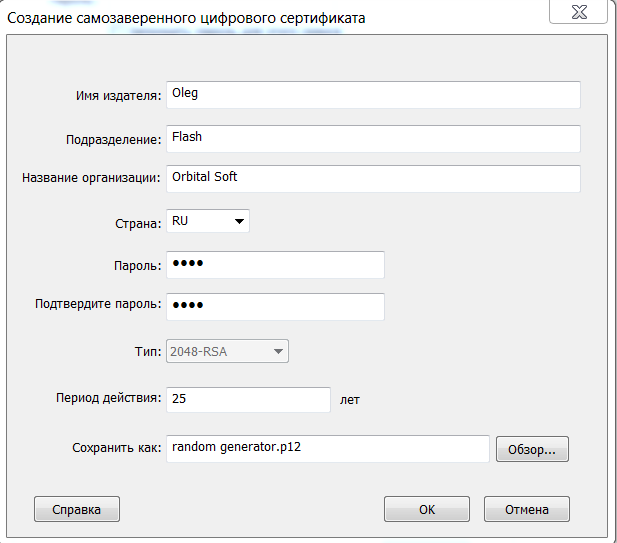 Создание самозаверенного цифрового сертификата
Имя издателя: Oleg
Подразделение: Flash
Название организации: Orbital Soft
Страна: RU
Пароль: ●●●●
Подтвердите пароль: ●●●●
Тип: 2048-RSA
Период действия: 25 лет
Сохранить как: random generator.p12 Обзор...
Справка OK Отмена